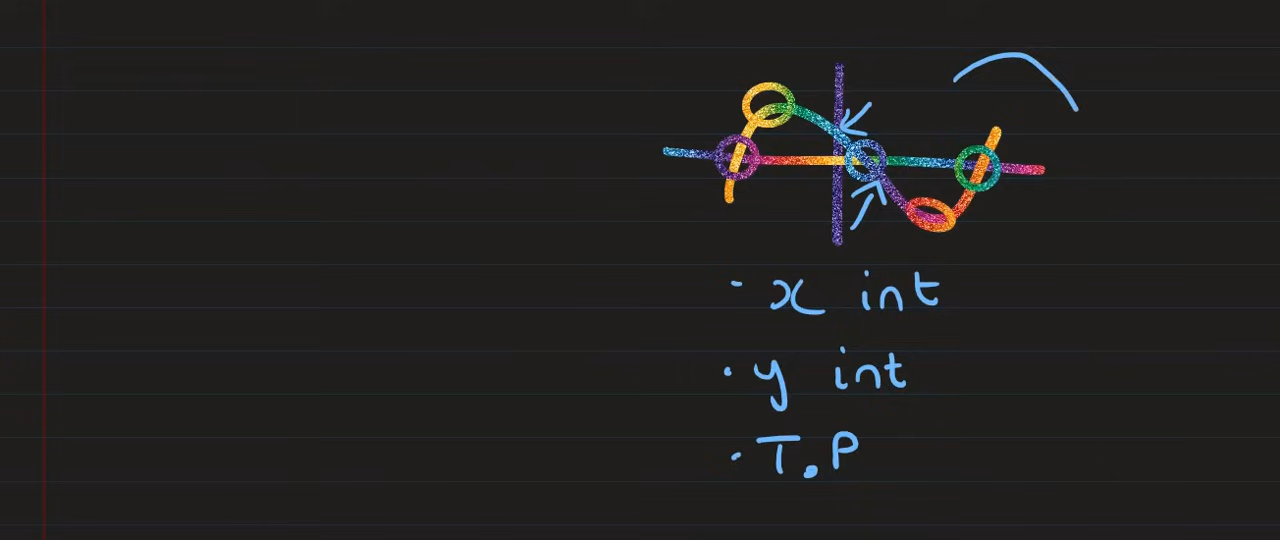 · x int
· y int
· T.P